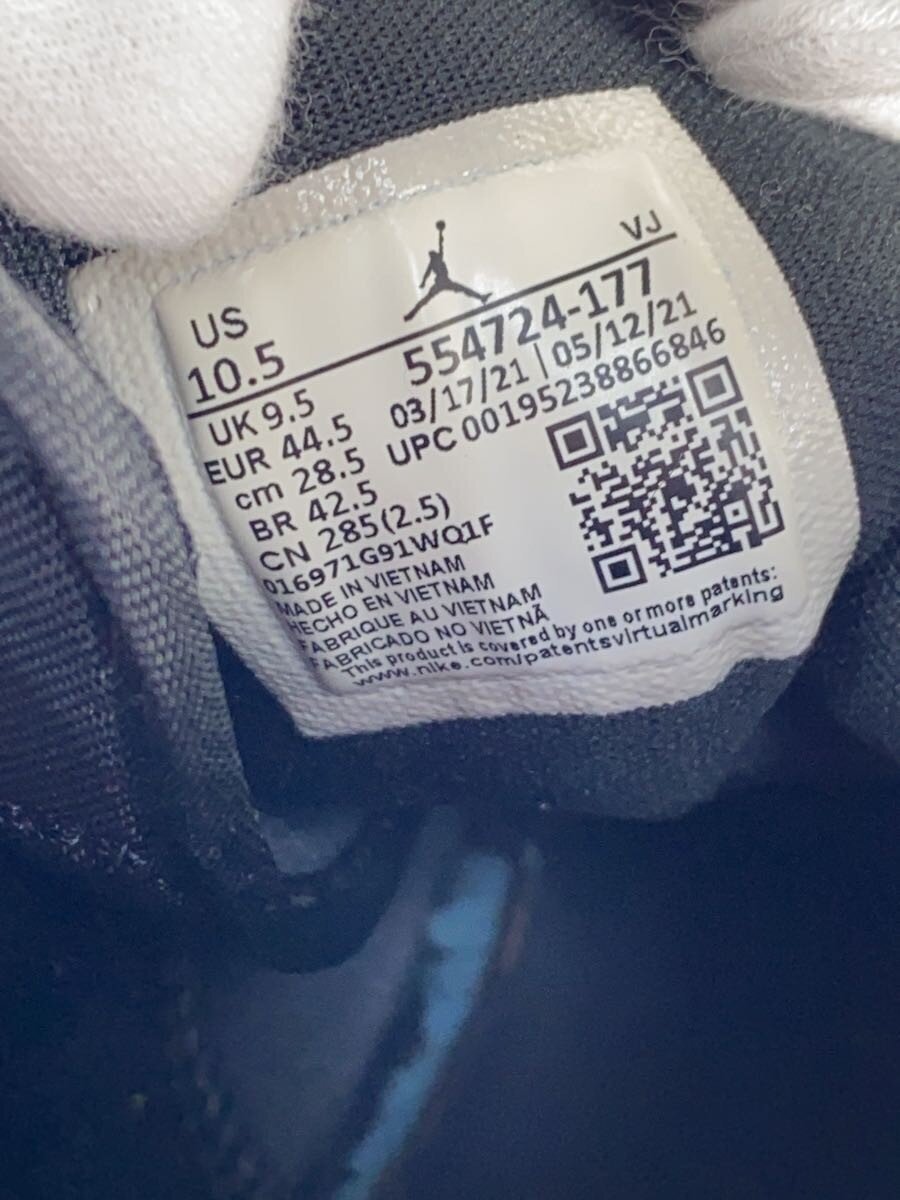 VJ
US
10.5
554724-177
UK 9.5
03/17/21 | 05/12/21
EUR 44.5
UPC 00195238866846
cm 28.5
BR 42.5
CN 285(2.5)
016971G91WQ1F
MADE IN VIETNAM
HECHO EN VIETNAM
FABRIQUE AU VIETNAM
FABRICADO NO VIETNÃ
This product is covered by one or more patents:
www.nike.com/patentsvirtualmarking